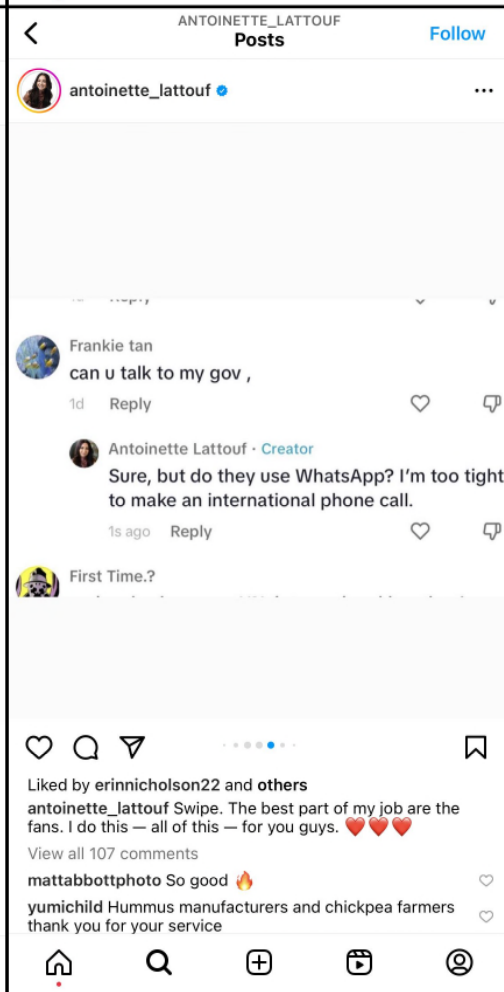 ANTOINETTE_LATTOUF
Posts
Follow
antoinette_lattouf
Frankie tan
can u talk to my gov ,
1d Reply
Antoinette Lattouf · Creator
Sure, but do they use WhatsApp? I'm too tight
to make an international phone call.
1s ago Reply
First Time.?
Liked by erinnicholson22 and others
antoinette_lattouf Swipe. The best part of my job are the
fans. I do this — all of this — for you guys. ❤️❤️❤️
View all 107 comments
mattabbottphoto So good 🔥
yumichild Hummus manufacturers and chickpea farmers
thank you for your service